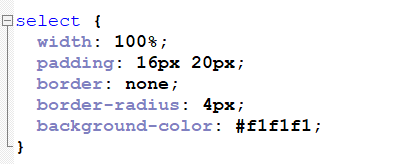 select {
  width: 100%;
  padding: 16px 20px;
  border: none;
  border-radius: 4px;
  background-color: #f1f1f1;
}